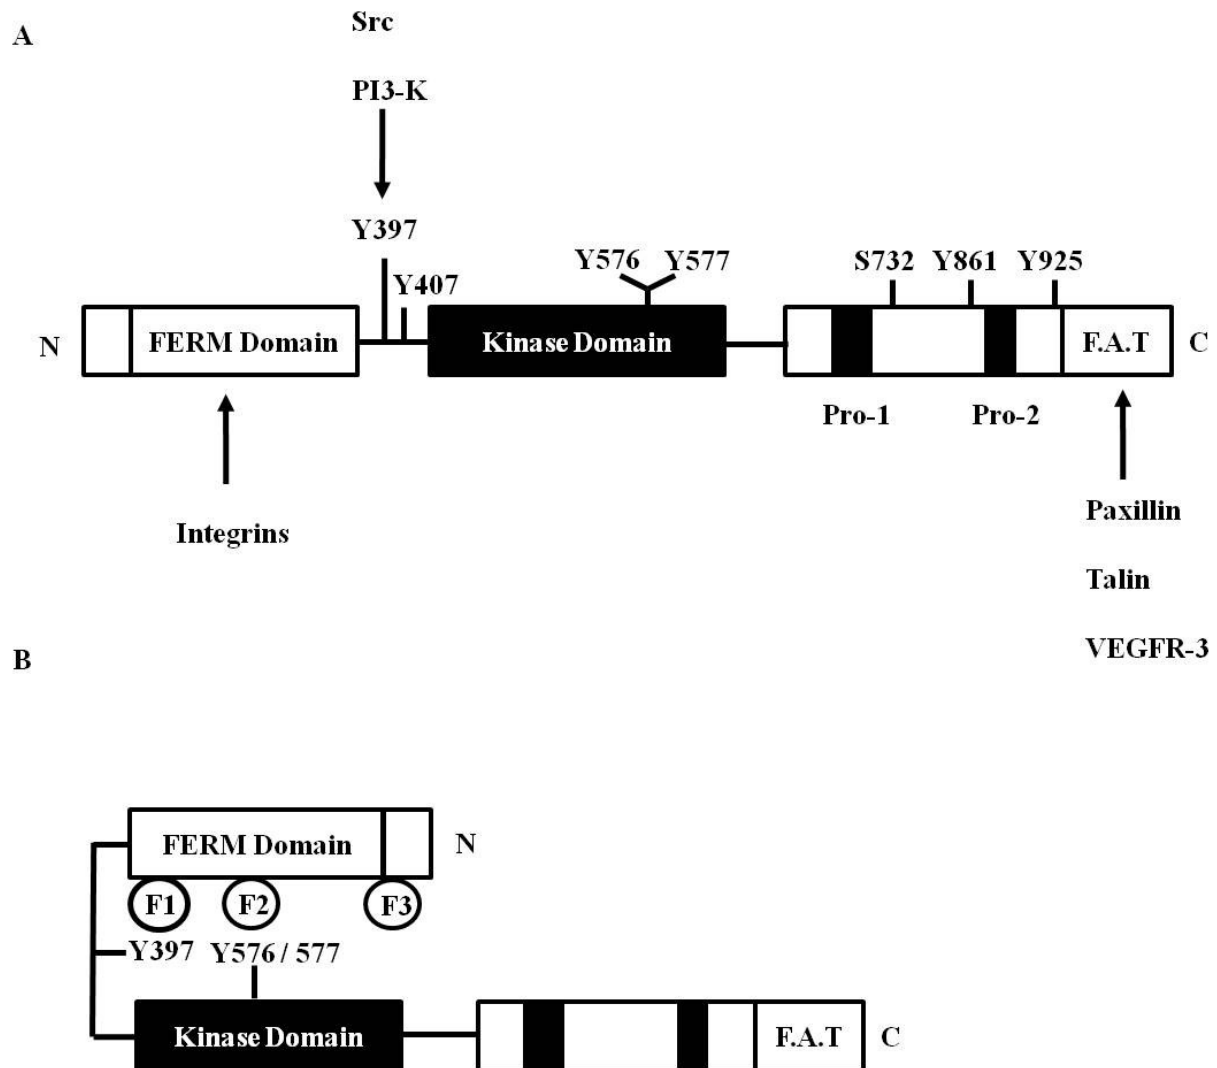 A
Src
PI3-K
Y397
Y407
Y576 Y577
S732 Y861 Y925
N FERM Domain Kinase Domain F.A.T C
Pro-1 Pro-2
Integrins
Paxillin
Talin
VEGFR-3
B
FERM Domain N
F1 F2 F3
Y397 Y576 / 577
Kinase Domain F.A.T C